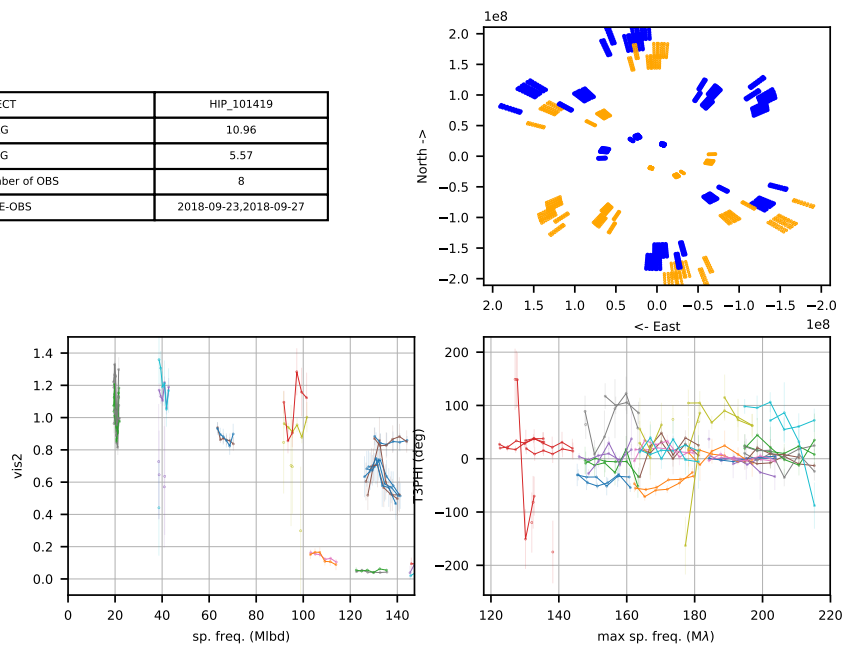 ECT HIP_101419
G 10.96
G 5.57
ber of OBS 8
E-OBS 2018-09-23,2018-09-27
1e8
2.0
1.5
1.0
0.5
0.0
−0.5
−1.0
−1.5
−2.0
North ->
2.0 1.5 1.0 0.5 0.0 −0.5 −1.0 −1.5 −2.0
<- East
1e8
1.4
1.2
1.0
0.8
0.6
0.4
0.2
0.0
vis2
0 20 40 60 80 100 120 140
sp. freq. (Mlbd)
200
100
0
−100
−200
T3PHI (deg)
120 140 160 180 200 220
max sp. freq. (Mλ)